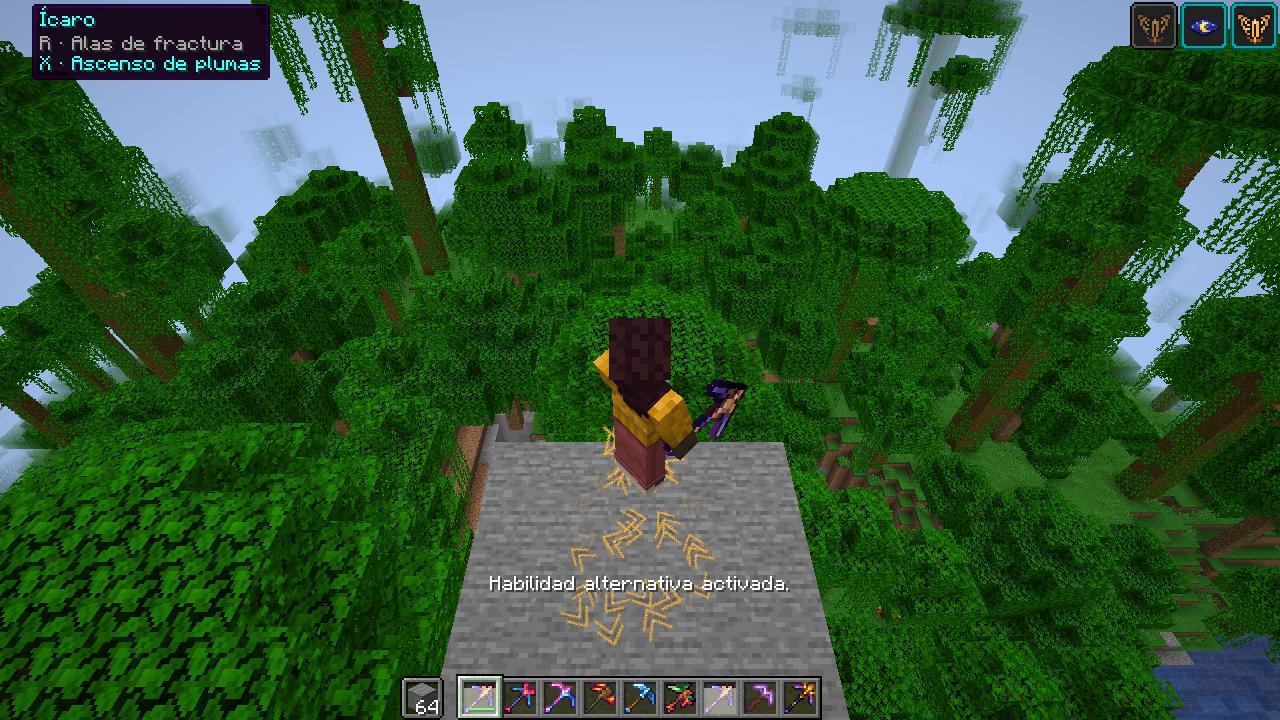 Ícaro
R · Alas de fractura
X · Ascenso de plumas
Habilidad alternativa activada.
64